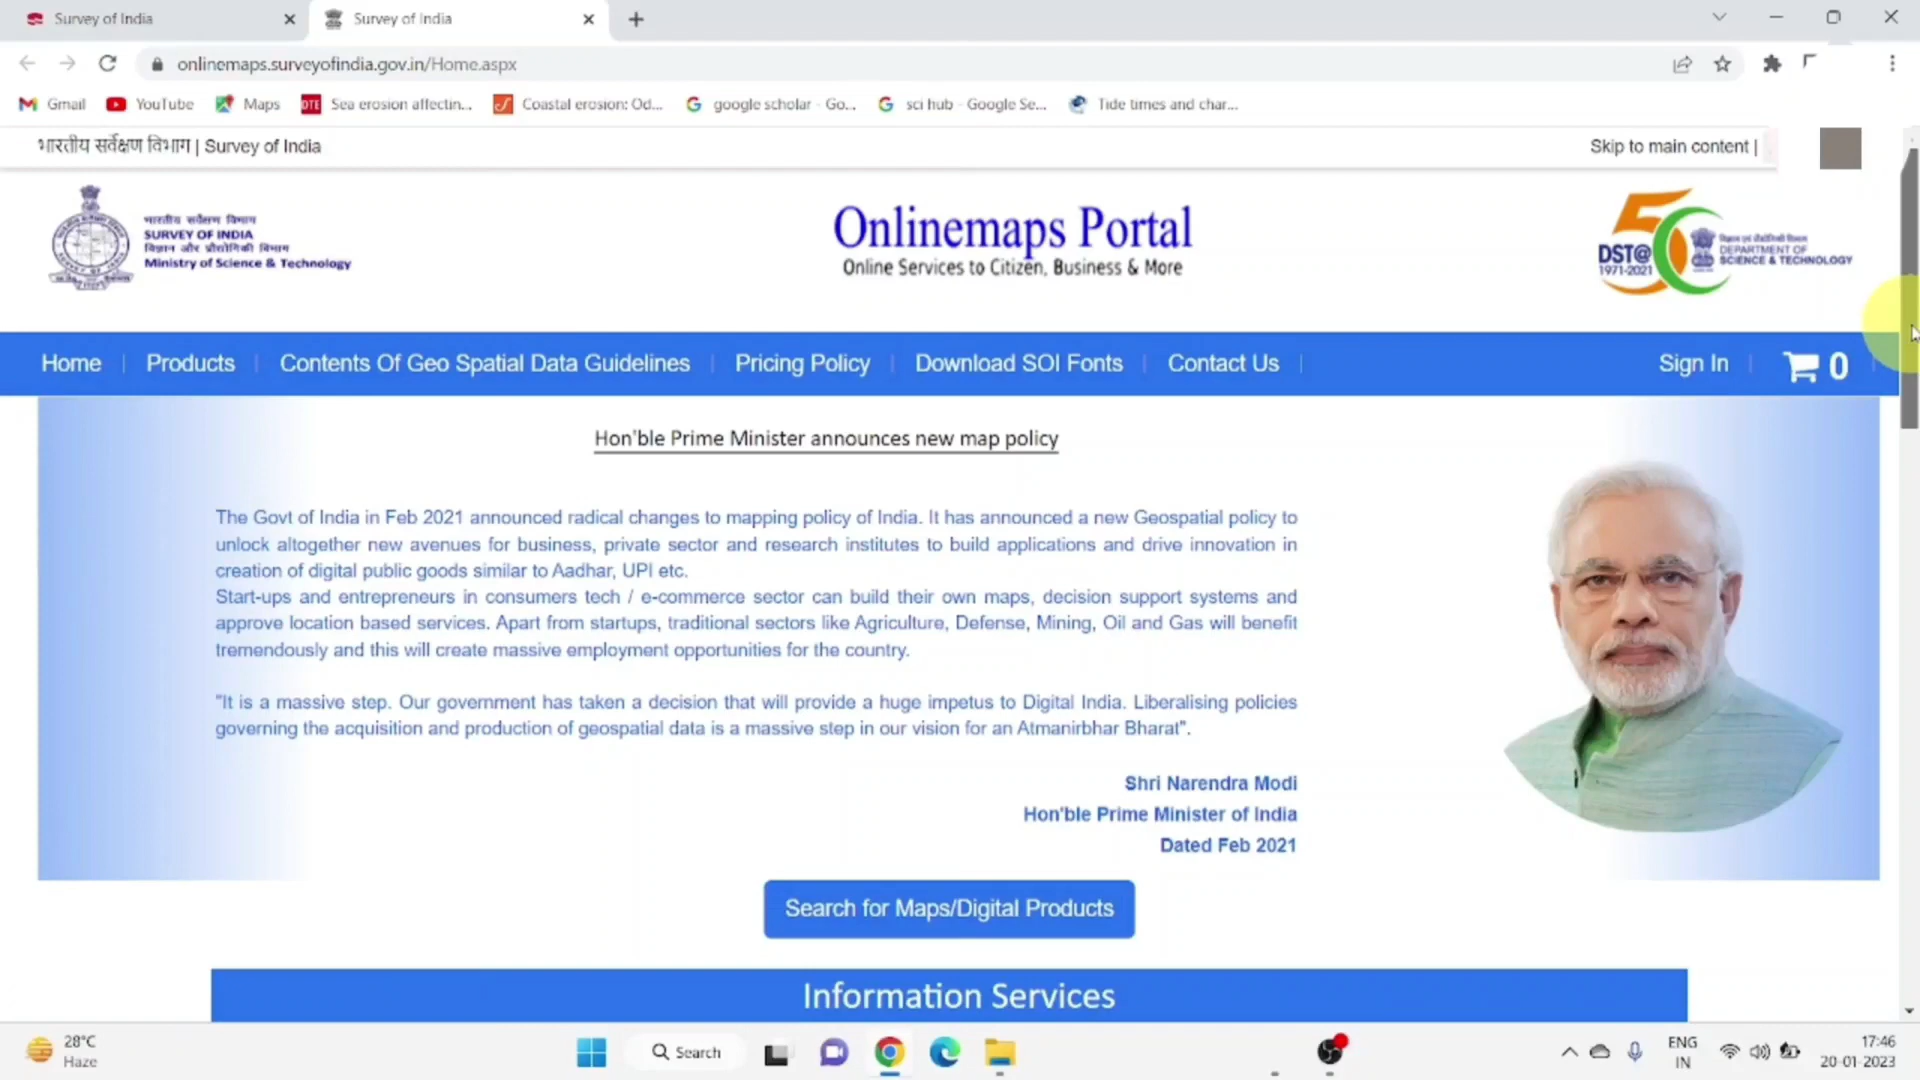 Survey of India
Survey of India
onlinemaps.surveyofindia.gov.in/Home.aspx
Gmail
YouTube
Maps
DTE
Sea erosion affectin...
Coastal erosion: Od...
google scholar - Go...
sci hub - Google Se...
Tide times and char...
भारतीय सर्वेक्षण विभाग | Survey of India
Skip to main content |
भारतीय सर्वेक्षण विभाग
SURVEY OF INDIA
विज्ञान और प्रौद्योगिकी विभाग
Ministry of Science & Technology
Onlinemaps Portal
Online Services to Citizen, Business & More
50
DST@
1971-2021
विज्ञान एवं प्रौद्योगिकी विभाग
DEPARTMENT OF
SCIENCE & TECHNOLOGY
Home | Products | Contents Of Geo Spatial Data Guidelines | Pricing Policy | Download SOI Fonts | Contact Us |
Sign In | 0
Hon'ble Prime Minister announces new map policy
The Govt of India in Feb 2021 announced radical changes to mapping policy of India. It has announced a new Geospatial policy to
unlock altogether new avenues for business, private sector and research institutes to build applications and drive innovation in
creation of digital public goods similar to Aadhar, UPI etc.
Start-ups and entrepreneurs in consumers tech / e-commerce sector can build their own maps, decision support systems and
approve location based services. Apart from startups, traditional sectors like Agriculture, Defense, Mining, Oil and Gas will benefit
tremendously and this will create massive employment opportunities for the country.
"It is a massive step. Our government has taken a decision that will provide a huge impetus to Digital India. Liberalising policies
governing the acquisition and production of geospatial data is a massive step in our vision for an Atmanirbhar Bharat".
Shri Narendra Modi
Hon'ble Prime Minister of India
Dated Feb 2021
Search for Maps/Digital Products
Information Services
28°C
Haze
Search
ENG
IN
17:46
20-01-2023